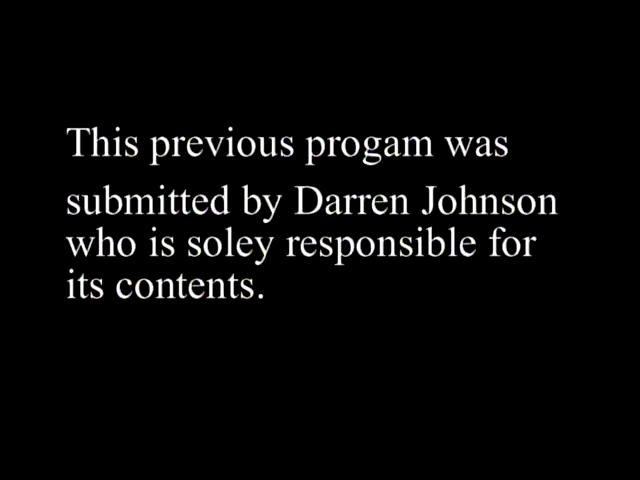 This previous progam was
submitted by Darren Johnson
who is soley responsible for
its contents.